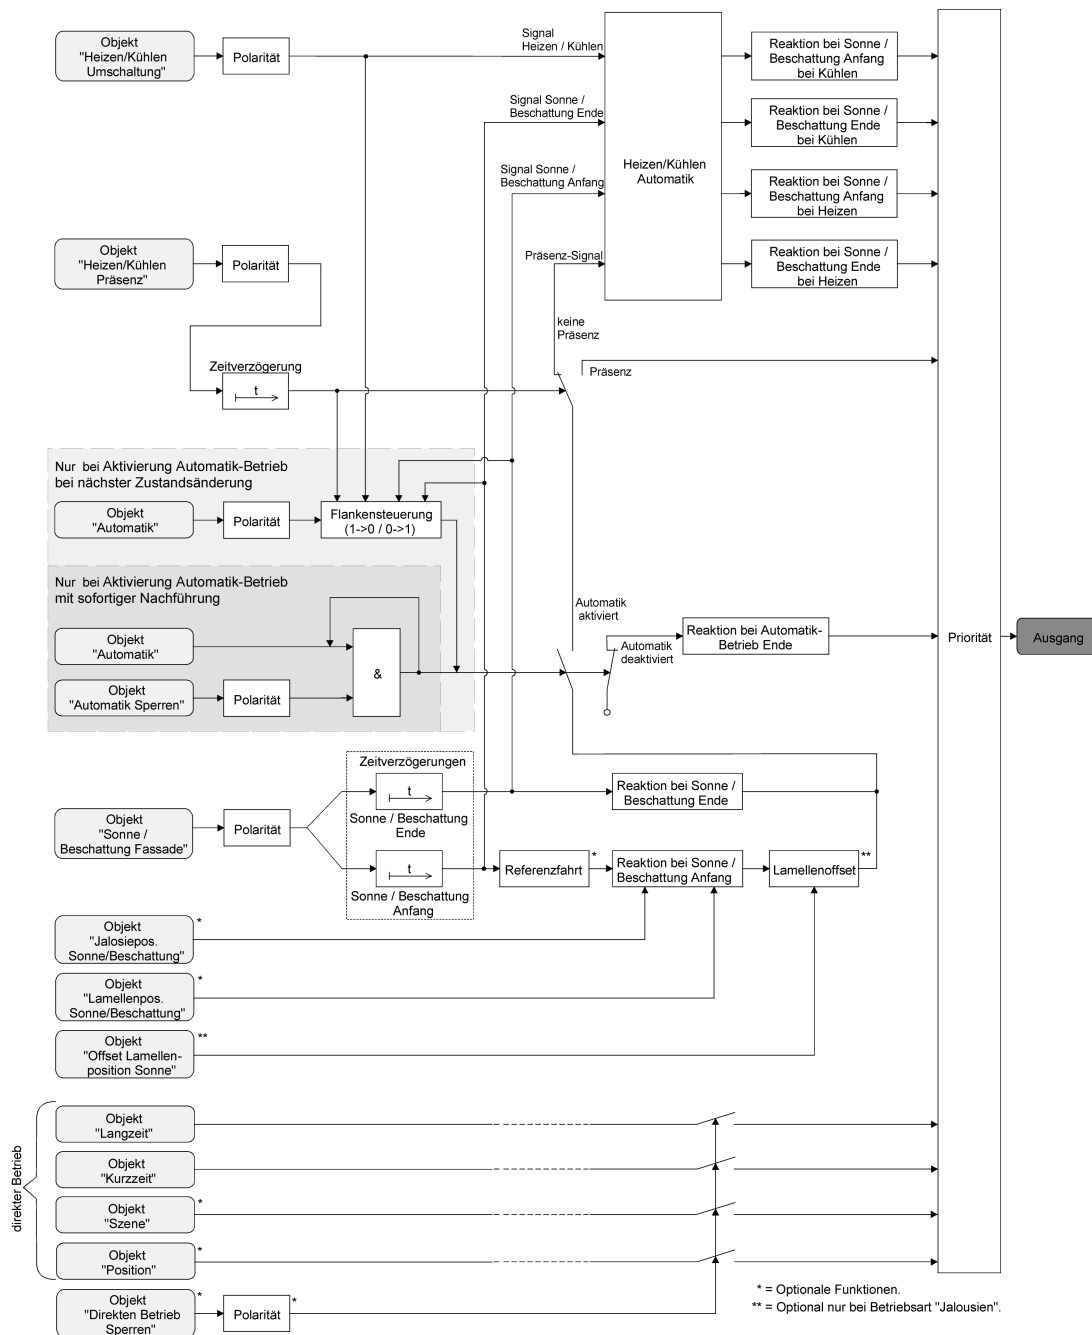 Objekt
"Heizen/Kühlen
Umschaltung"
Polarität
Signal
Heizen / Kühlen
Reaktion bei Sonne /
Beschattung Anfang
bei Kühlen
Signal Sonne /
Beschattung Ende
Reaktion bei Sonne /
Beschattung Ende
bei Kühlen
Heizen/Kühlen
Automatik
Signal Sonne /
Beschattung Anfang
Reaktion bei Sonne /
Beschattung Anfang
bei Heizen
Objekt
"Heizen/Kühlen
Präsenz"
Polarität
Präsenz-Signal
Reaktion bei Sonne /
Beschattung Ende
bei Heizen
keine
Präsenz
Präsenz
Zeitverzögerung
t
Nur bei Aktivierung Automatik-Betrieb
bei nächster Zustandsänderung
Objekt
"Automatik"
Polarität
Flankensteuerung
(1->0 / 0->1)
Nur bei Aktivierung Automatik-Betrieb
mit sofortiger Nachführung
Objekt
"Automatik"
Objekt
"Automatik Sperren"
Polarität
&
Automatik
aktiviert
Automatik
deaktiviert
Reaktion bei Automatik-
Betrieb Ende
Priorität
Ausgang
Zeitverzögerungen
t
Sonne / Beschattung
Ende
Reaktion bei Sonne /
Beschattung Ende
Objekt
"Sonne /
Beschattung Fassade"
Polarität
t
Sonne / Beschattung
Anfang
Referenzfahrt
*
Reaktion bei Sonne /
Beschattung Anfang
Lamellenoffset
**
Objekt
"Jalosiepos.
Sonne/Beschattung"
*
Objekt
"Lamellenpos.
Sonne/Beschattung"
*
Objekt
"Offset Lamellen-
position Sonne"
**
direkter Betrieb
Objekt
"Langzeit"
Objekt
"Kurzzeit"
Objekt
"Szene"
*
Objekt
"Position"
*
Objekt
"Direkten Betrieb
Sperren"
*
Polarität
*
* = Optionale Funktionen.
** = Optional nur bei Betriebsart "Jalousien".